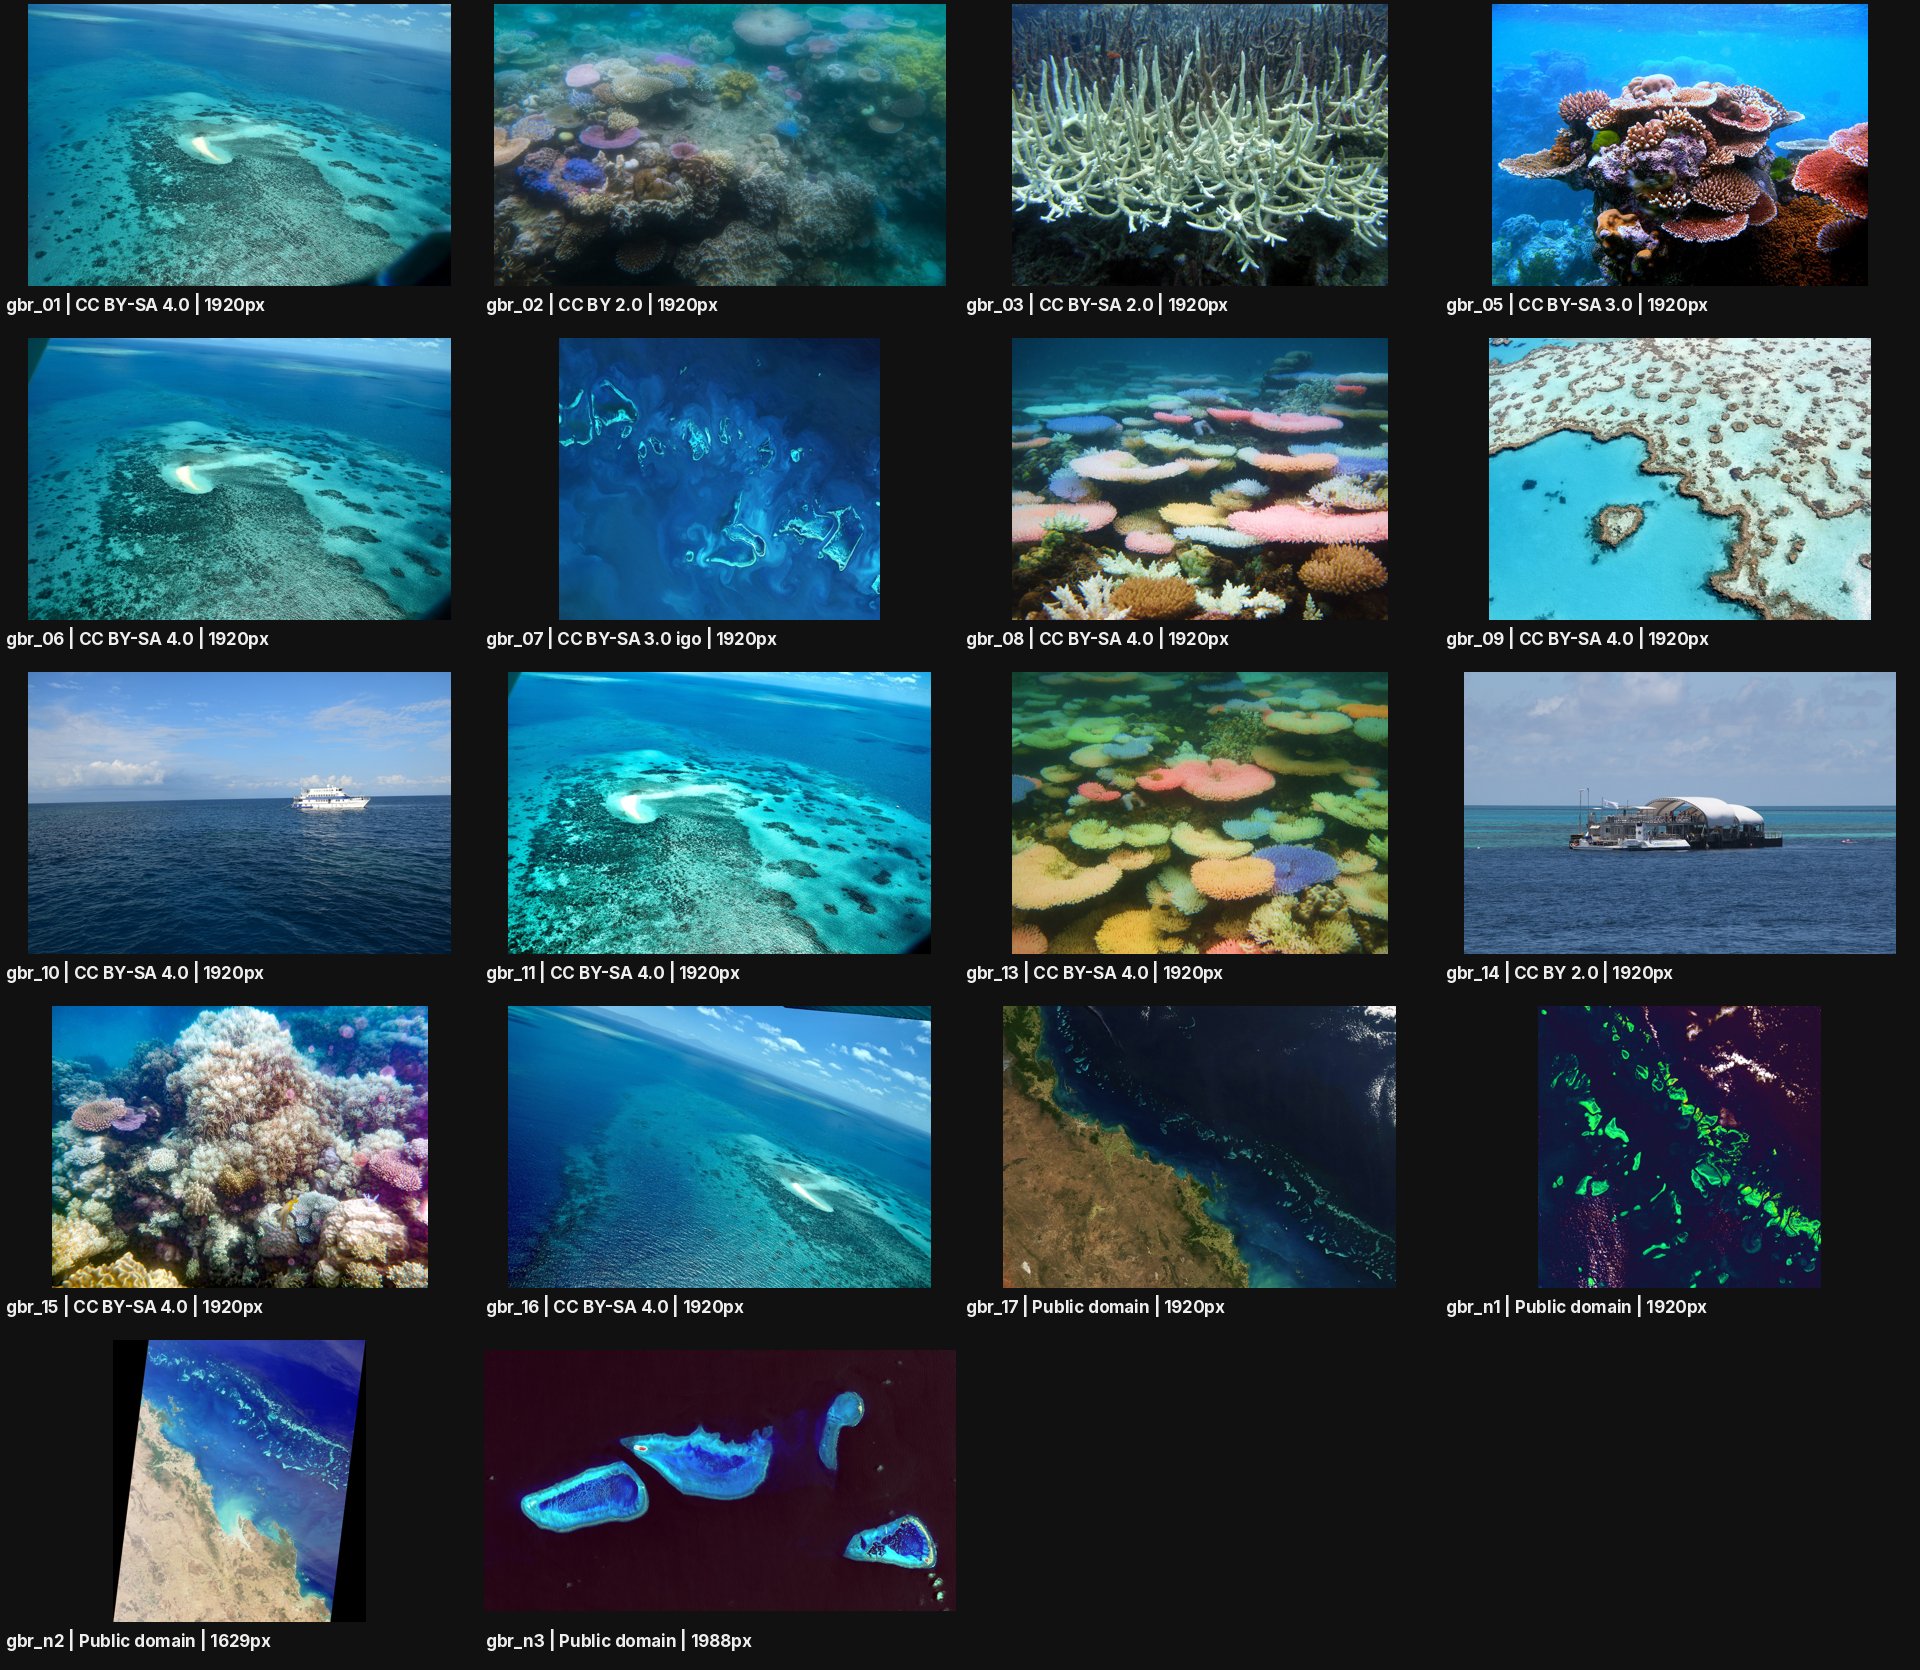 gbr_01 | CC BY-SA 4.0 | 1920px
gbr_02 | CC BY 2.0 | 1920px
gbr_03 | CC BY-SA 2.0 | 1920px
gbr_05 | CC BY-SA 3.0 | 1920px
gbr_06 | CC BY-SA 4.0 | 1920px
gbr_07 | CC BY-SA 3.0 igo | 1920px
gbr_08 | CC BY-SA 4.0 | 1920px
gbr_09 | CC BY-SA 4.0 | 1920px
gbr_10 | CC BY-SA 4.0 | 1920px
gbr_11 | CC BY-SA 4.0 | 1920px
gbr_13 | CC BY-SA 4.0 | 1920px
gbr_14 | CC BY 2.0 | 1920px
gbr_15 | CC BY-SA 4.0 | 1920px
gbr_16 | CC BY-SA 4.0 | 1920px
gbr_17 | Public domain | 1920px
gbr_n1 | Public domain | 1920px
gbr_n2 | Public domain | 1629px
gbr_n3 | Public domain | 1988px